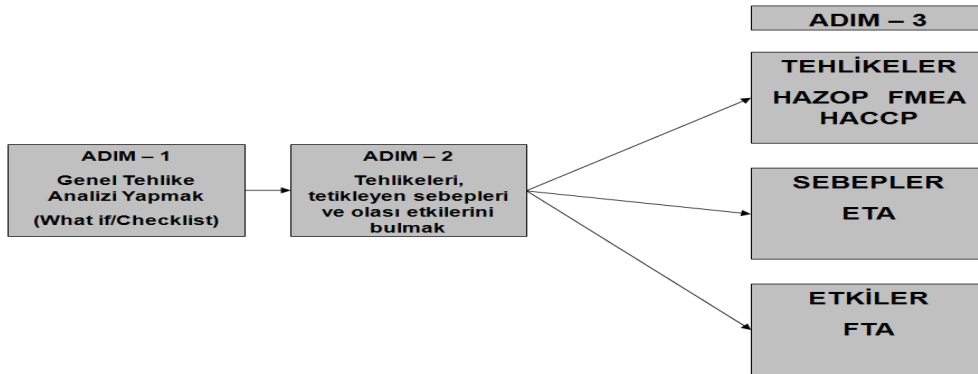 ADIM – 1
Genel Tehlike
Analizi Yapmak
(What if/Checklist)
ADIM – 2
Tehlikeleri,
tetikleyen sebepleri
ve olası etkilerini
bulmak
ADIM – 3
TEHLİKELER
HAZOP FMEA
HACCP
SEBEPLER
ETA
ETKİLER
FTA